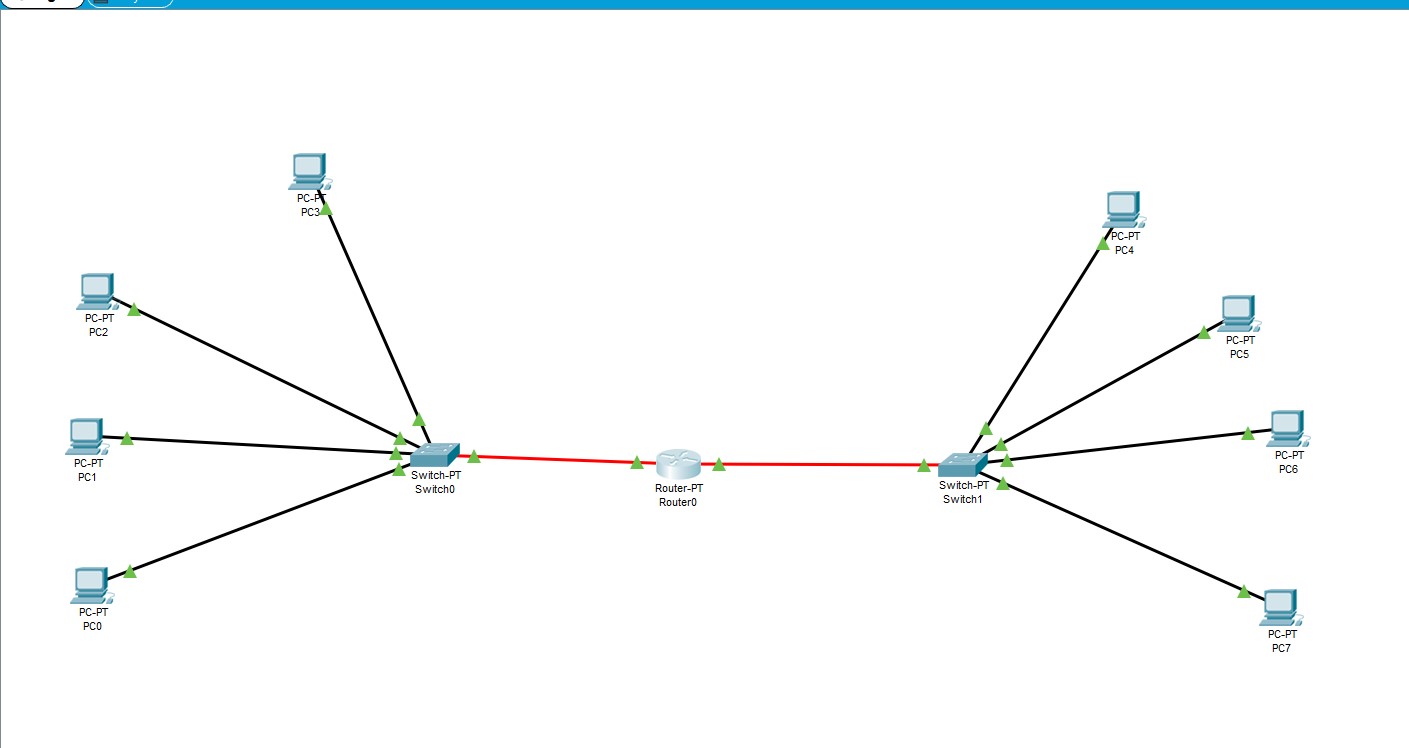 PC-PT
PC3
PC-PT
PC4
PC-PT
PC2
PC-PT
PC5
PC-PT
PC1
PC-PT
PC6
Switch-PT
Switch0
Router-PT
Router0
Switch-PT
Switch1
PC-PT
PC0
PC-PT
PC7